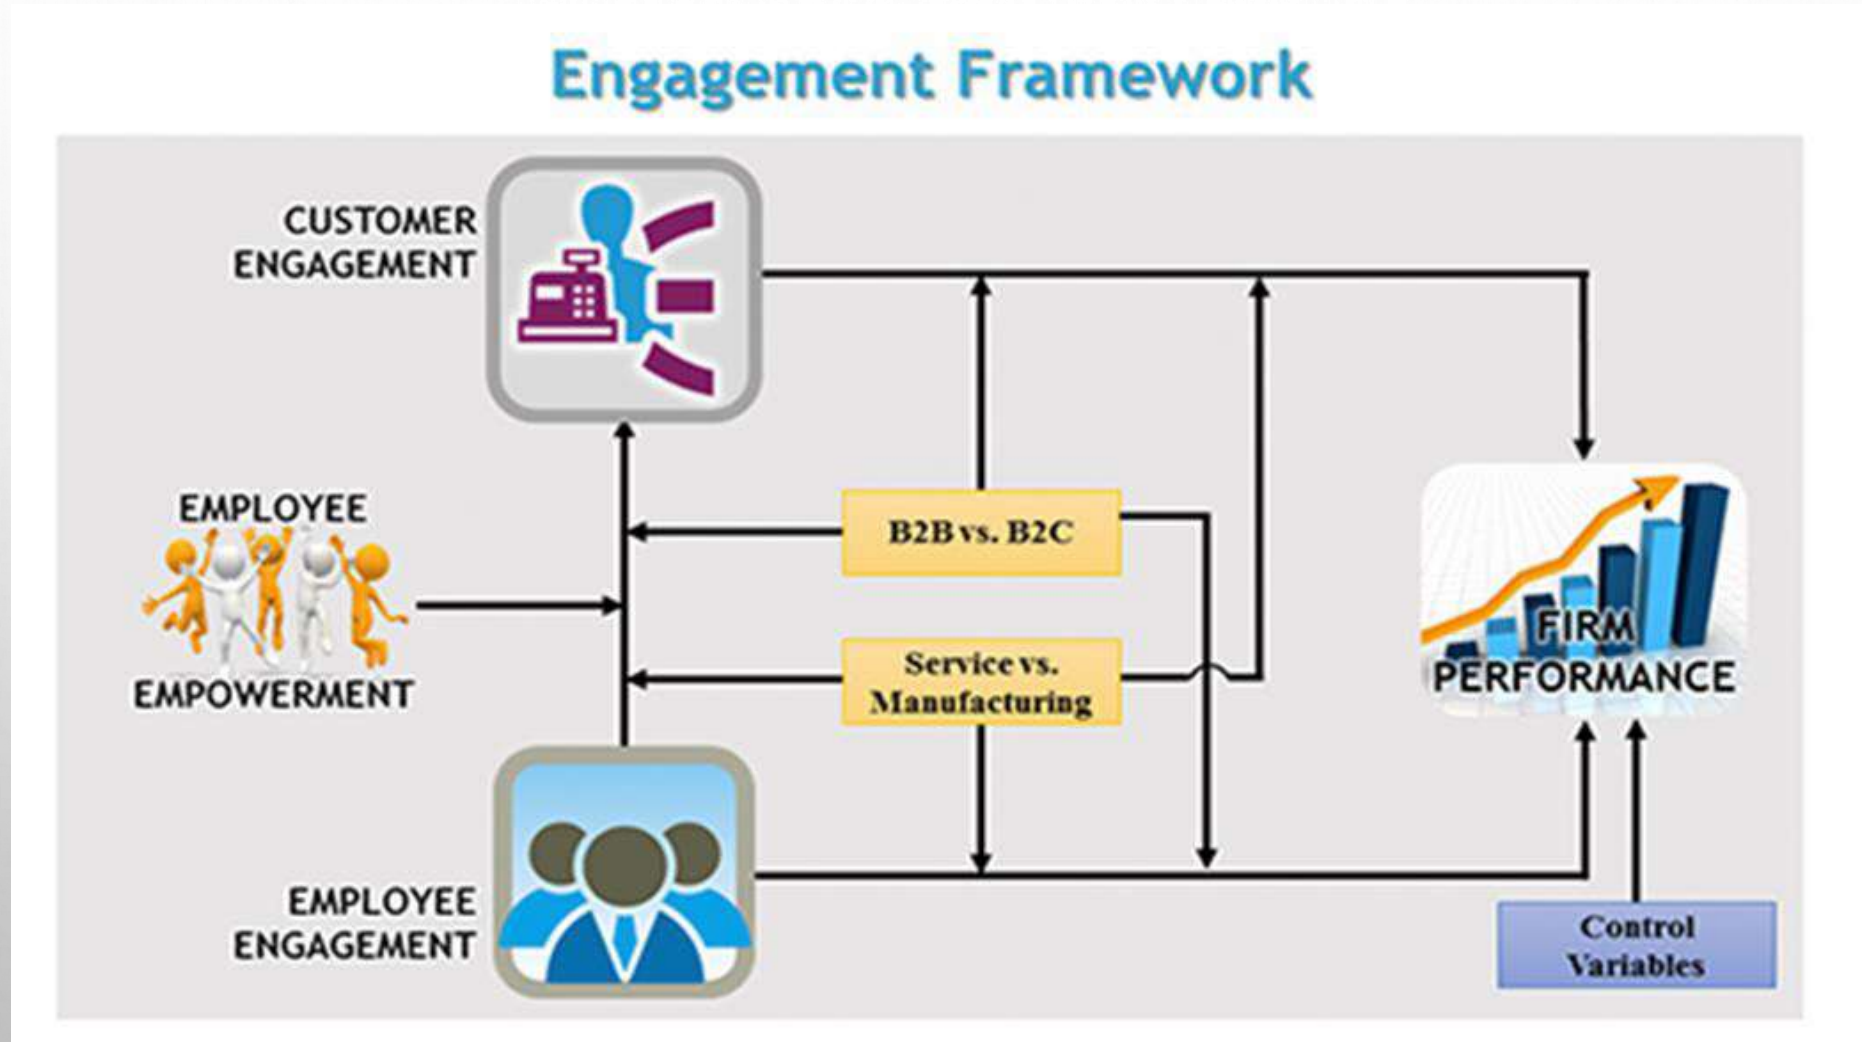 Engagement Framework
CUSTOMER
ENGAGEMENT
EMPLOYEE
EMPOWERMENT
B2B vs. B2C
Service vs.
Manufacturing
FIRM
PERFORMANCE
EMPLOYEE
ENGAGEMENT
Control
Variables